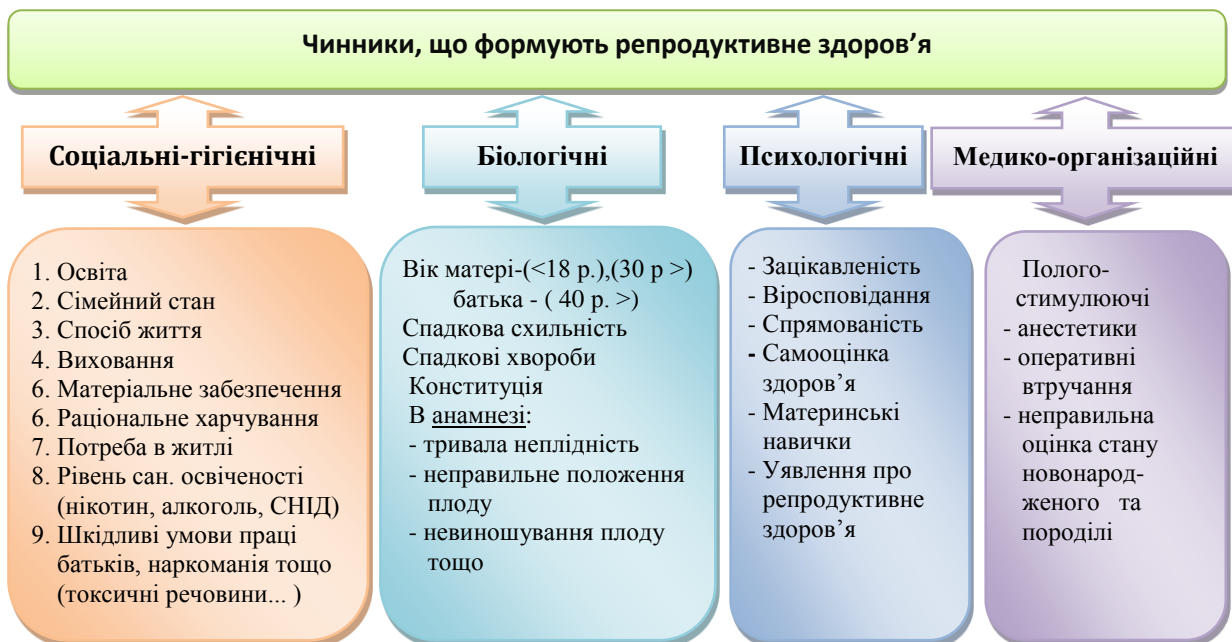 Чинники, що формують репродуктивне здоров’я
Соціальні-гігієнічні
Біологічні
Психологічні
Медико-організаційні
1. Освіта
2. Сімейний стан
3. Спосіб життя
4. Виховання
6. Матеріальне забезпечення
6. Раціональне харчування
7. Потреба в житлі
8. Рівень сан. освіченості
(нікотин, алкоголь, СНІД)
9. Шкідливі умови праці
батьків, наркоманія тощо
(токсичні речовини... )
Вік матері-(<18 р.),(30 р >)
батька - ( 40 р. >)
Спадкова схильність
Спадкові хвороби
Конституція
В анамнезі:
- тривала неплідність
- неправильне положення
плоду
- невиношування плоду
тощо
- Зацікавленість
- Віросповідання
- Спрямованість
- Самооцінка
здоров’я
- Материнські
навички
- Уявлення про
репродуктивне
здоров’я
Полого-
стимулюючі
- анестетики
- оперативні
втручання
- неправильна
оцінка стану
новонарод-
женого та
породілі